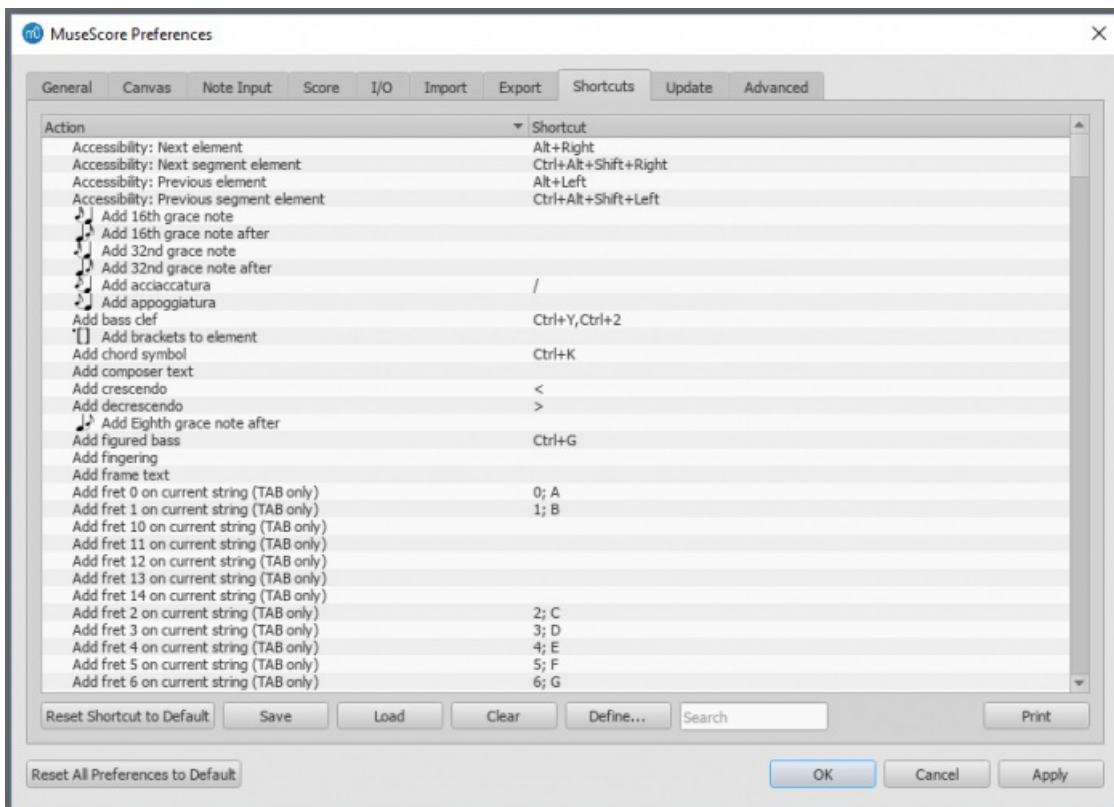 MuseScore Preferences
General Canvas Note Input Score I/O Import Export Shortcuts Update Advanced
Action Shortcut
Accessibility: Next element Alt+Right
Accessibility: Next segment element Ctrl+Alt+Shift+Right
Accessibility: Previous element Alt+Left
Accessibility: Previous segment element Ctrl+Alt+Shift+Left
Add 16th grace note
Add 16th grace note after
Add 32nd grace note
Add 32nd grace note after
Add acciaccatura /
Add appoggiatura
Add bass clef Ctrl+Y,Ctrl+2
Add brackets to element
Add chord symbol Ctrl+K
Add composer text
Add crescendo <
Add decrescendo >
Add Eighth grace note after
Add figured bass Ctrl+G
Add fingering
Add frame text
Add fret 0 on current string (TAB only) 0; A
Add fret 1 on current string (TAB only) 1; B
Add fret 10 on current string (TAB only)
Add fret 11 on current string (TAB only)
Add fret 12 on current string (TAB only)
Add fret 13 on current string (TAB only)
Add fret 14 on current string (TAB only)
Add fret 2 on current string (TAB only) 2; C
Add fret 3 on current string (TAB only) 3; D
Add fret 4 on current string (TAB only) 4; E
Add fret 5 on current string (TAB only) 5; F
Add fret 6 on current string (TAB only) 6; G
Reset Shortcut to Default Save Load Clear Define... Search Print
Reset All Preferences to Default OK Cancel Apply